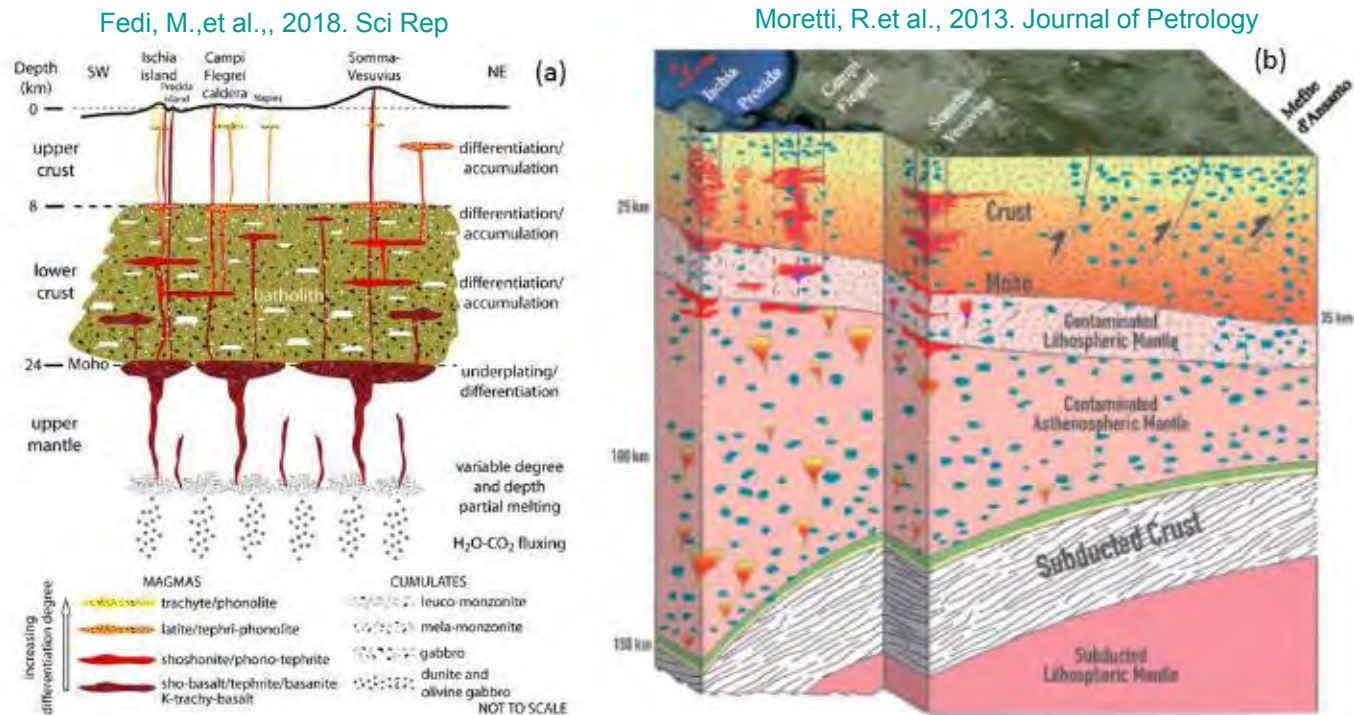 Fedi, M.,et al.,, 2018. Sci Rep
Depth
(km)
SW
Ischia
island
Procida
island
Campi
Flegrei
caldera
Naples
Somma-
Vesuvius
NE
(a)
0
upper
crust
differentiation/
accumulation
8
differentiation/
accumulation
lower
crust
batholith
differentiation/
accumulation
24
Moho
underplating/
differentiation
upper
mantle
variable degree
and depth
partial melting
H₂O-CO₂ fluxing
increasing
differentiation degree
MAGMAS
trachyte/phonolite
latite/tephri-phonolite
shoshonite/phono-tephrite
sho-basalt/tephrite/basanite
K-trachy-basalt
CUMULATES
leuco-monzonite
mela-monzonite
gabbro
dunite and
olivine gabbro
NOT TO SCALE
Moretti, R.et al., 2013. Journal of Petrology
(b)
Ischia
Procida
Campi
Flegrei
Somma
Vesuvius
Mefite
d'Ansanto
25 km
Crust
Moho
35 km
Contaminated
Lithospheric Mantle
Contaminated
Asthenospheric Mantle
100 km
Subducted Crust
150 km
Subducted
Lithospheric Mantle